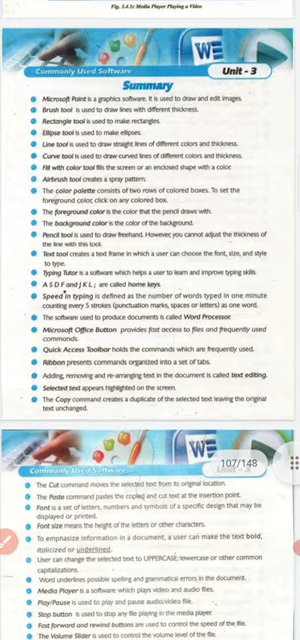 Fig. 5.4.1: Media Player Playing a Video
W
Commonly Used Software
Unit - 3
Summary
Microsoft Paint is a graphics software. It is used to draw and edit images.
Brush tool is used to draw lines with different thickness.
Rectangle tool is used to make rectangles.
Ellipse tool is used to make ellipses.
Line tool is used to draw straight lines of different colors and thickness.
Curve tool is used to draw curved lines of different colors and thickness.
Fill with color tool fills the screen or an enclosed shape with a color.
Airbrush tool creates a spray pattern.
The color palette consists of two rows of colored boxes. To set the
foreground color, click on any colored box.
The foreground color is the color that the pencil draws with.
The background color is the color of the background.
Pencil tool is used to draw freehand. However, you cannot adjust the thickness of
the line with this tool.
Text tool creates a text frame in which a user can choose the font, size, and style
to type.
Typing Tutor is a software which helps a user to learn and improve typing skills.
A S D F and J K L ; are called home keys.
Speed in typing is defined as the number of words typed in one minute
counting every 5 strokes (punctuation marks, spaces or letters) as one word.
The software used to produce documents is called Word Processor.
Microsoft Office Button provides fast access to files and frequently used
commands.
Quick Access Toolbar holds the commands which are frequently used.
Ribbon presents commands organized into a set of tabs.
Adding, removing and re-arranging text in the document is called text editing.
Selected text appears highlighted on the screen.
The Copy command creates a duplicate of the selected text leaving the original
text unchanged.
W
Commonly Used Software
107/148
The Cut command moves the selected text from its original location.
The Paste command pastes the copied and cut text at the insertion point.
Font is a set of letters, numbers and symbols of a specific design that may be
displayed or printed.
Font size means the height of the letters or other characters.
To emphasize information in a document, a user can make the text bold,
italicized or underlined.
User can change the selected text to UPPERCASE, lowercase or other common
capitalizations.
Word underlines possible spelling and grammatical errors in the document.
Media Player is a software which plays video and audio files.
Play/Pause is used to play and pause audio/video file.
Stop button is used to stop any file playing in the media player.
Fast forward and rewind buttons are used to control the speed of the file.
The Volume Slider is used to control the volume level of the file.